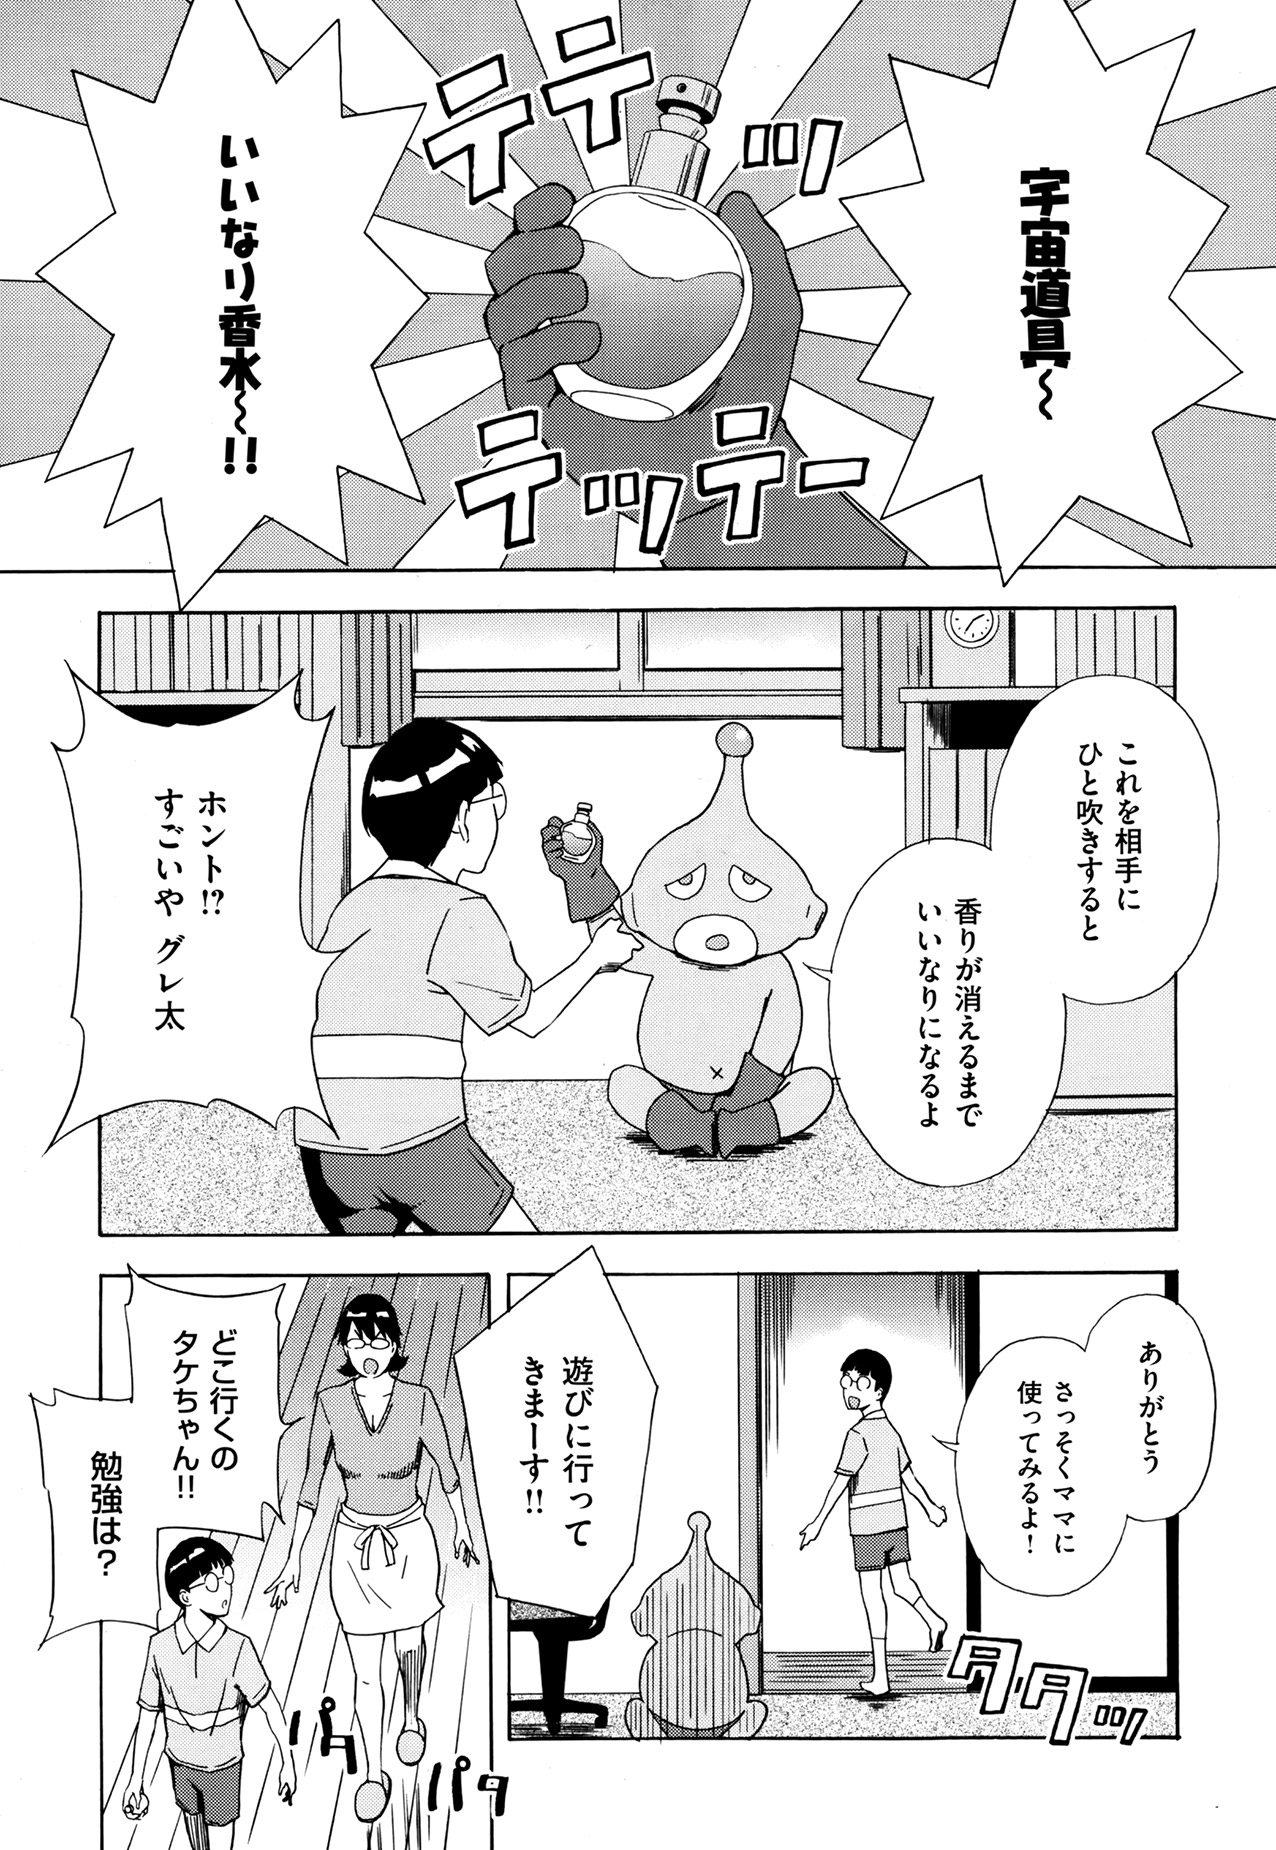 宇宙道具～
テテッテテッテー
いいなり香水～!!
これを相手に
ひと吹きすると
香りが消えるまで
いいなりになるよ
ホント!?
すごいや グレ太
ありがとう
さっそくママに
使ってみるよ！
タタタッ
遊びに行って
きまーす!!
どこ行くの
タケちゃん!!
勉強は？
パタ
パタ